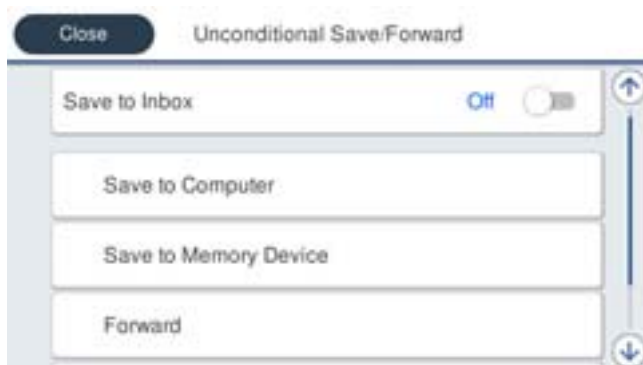 Close
Unconditional Save/Forward
Save to Inbox
Off
Save to Computer
Save to Memory Device
Forward